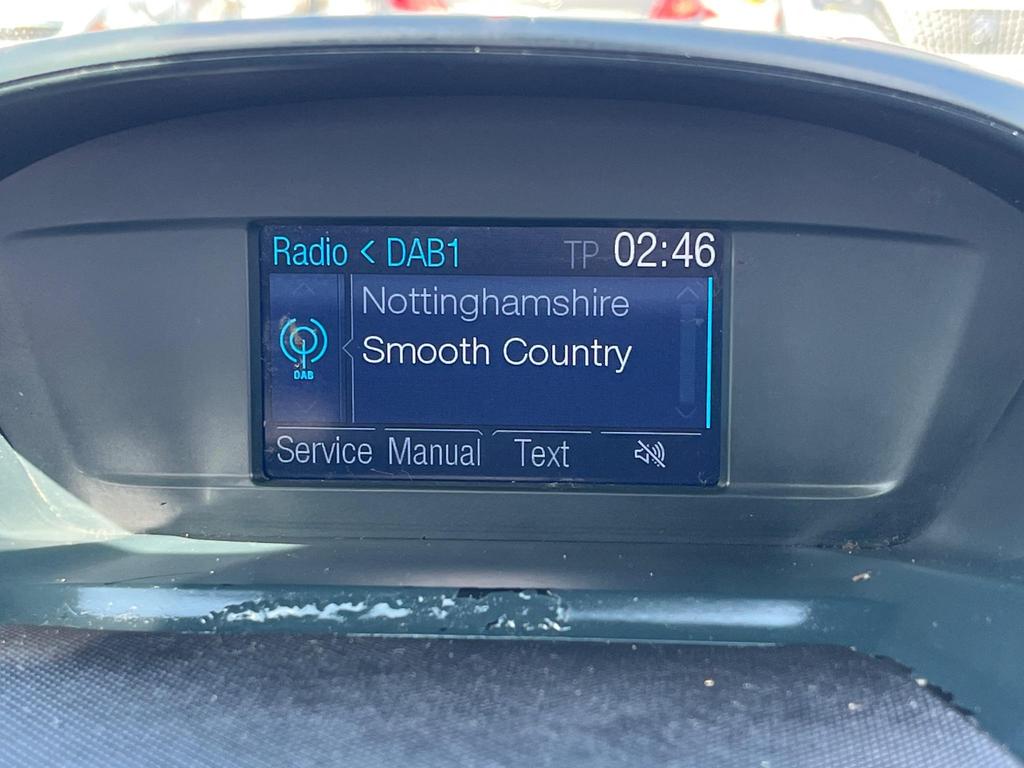 Radio < DAB1 TP 02:46
Nottinghamshire
Smooth Country
DAB
Service Manual Text